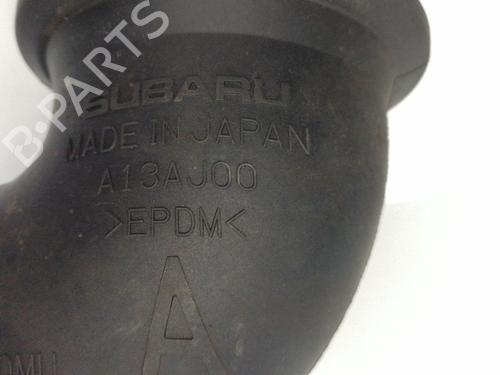 SUBARU
MADE IN JAPAN
A13AJ00
>EPDM<
A
B-PARTS